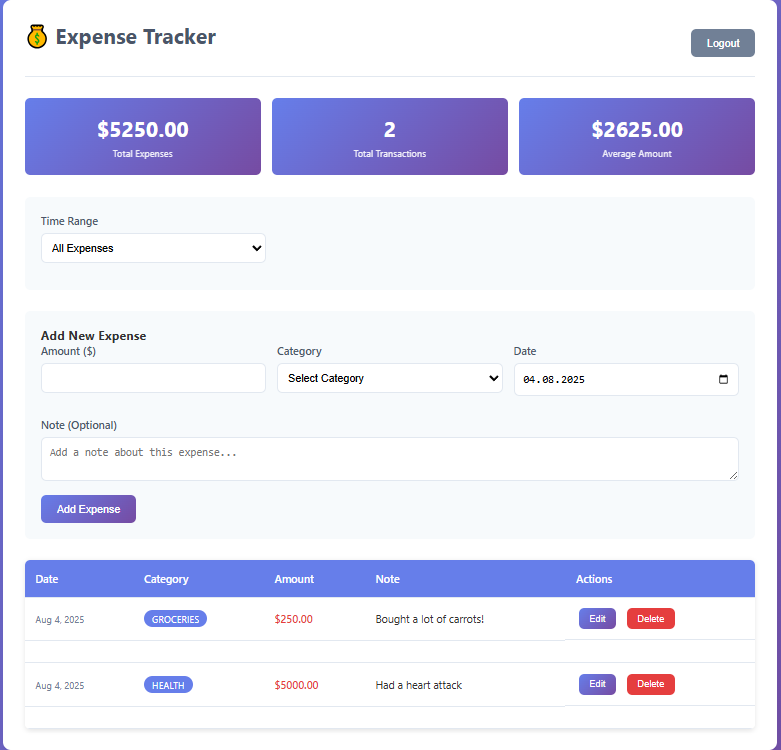 Expense Tracker
Logout
$5250.00
Total Expenses
2
Total Transactions
$2625.00
Average Amount
Time Range
All Expenses
Add New Expense
Amount ($)
Category
Date
Select Category
04.08.2025
Note (Optional)
Add a note about this expense...
Add Expense
Date Category Amount Note Actions
Aug 4, 2025 GROCERIES $250.00 Bought a lot of carrots! Edit Delete
Aug 4, 2025 HEALTH $5000.00 Had a heart attack Edit Delete